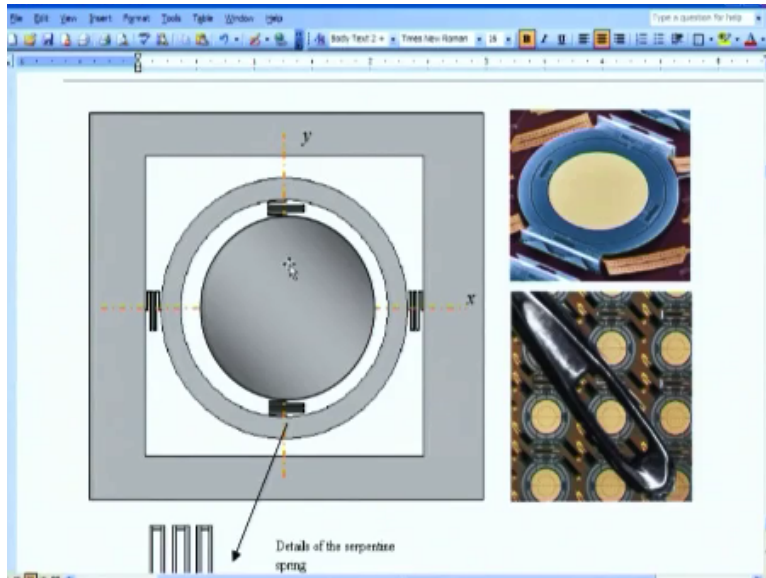 File Edit View Insert Format Tools Table Window Help
Type a question for help
Body Text 2 + Times New Roman 16 B I U
y
x
Details of the serpentine
spring